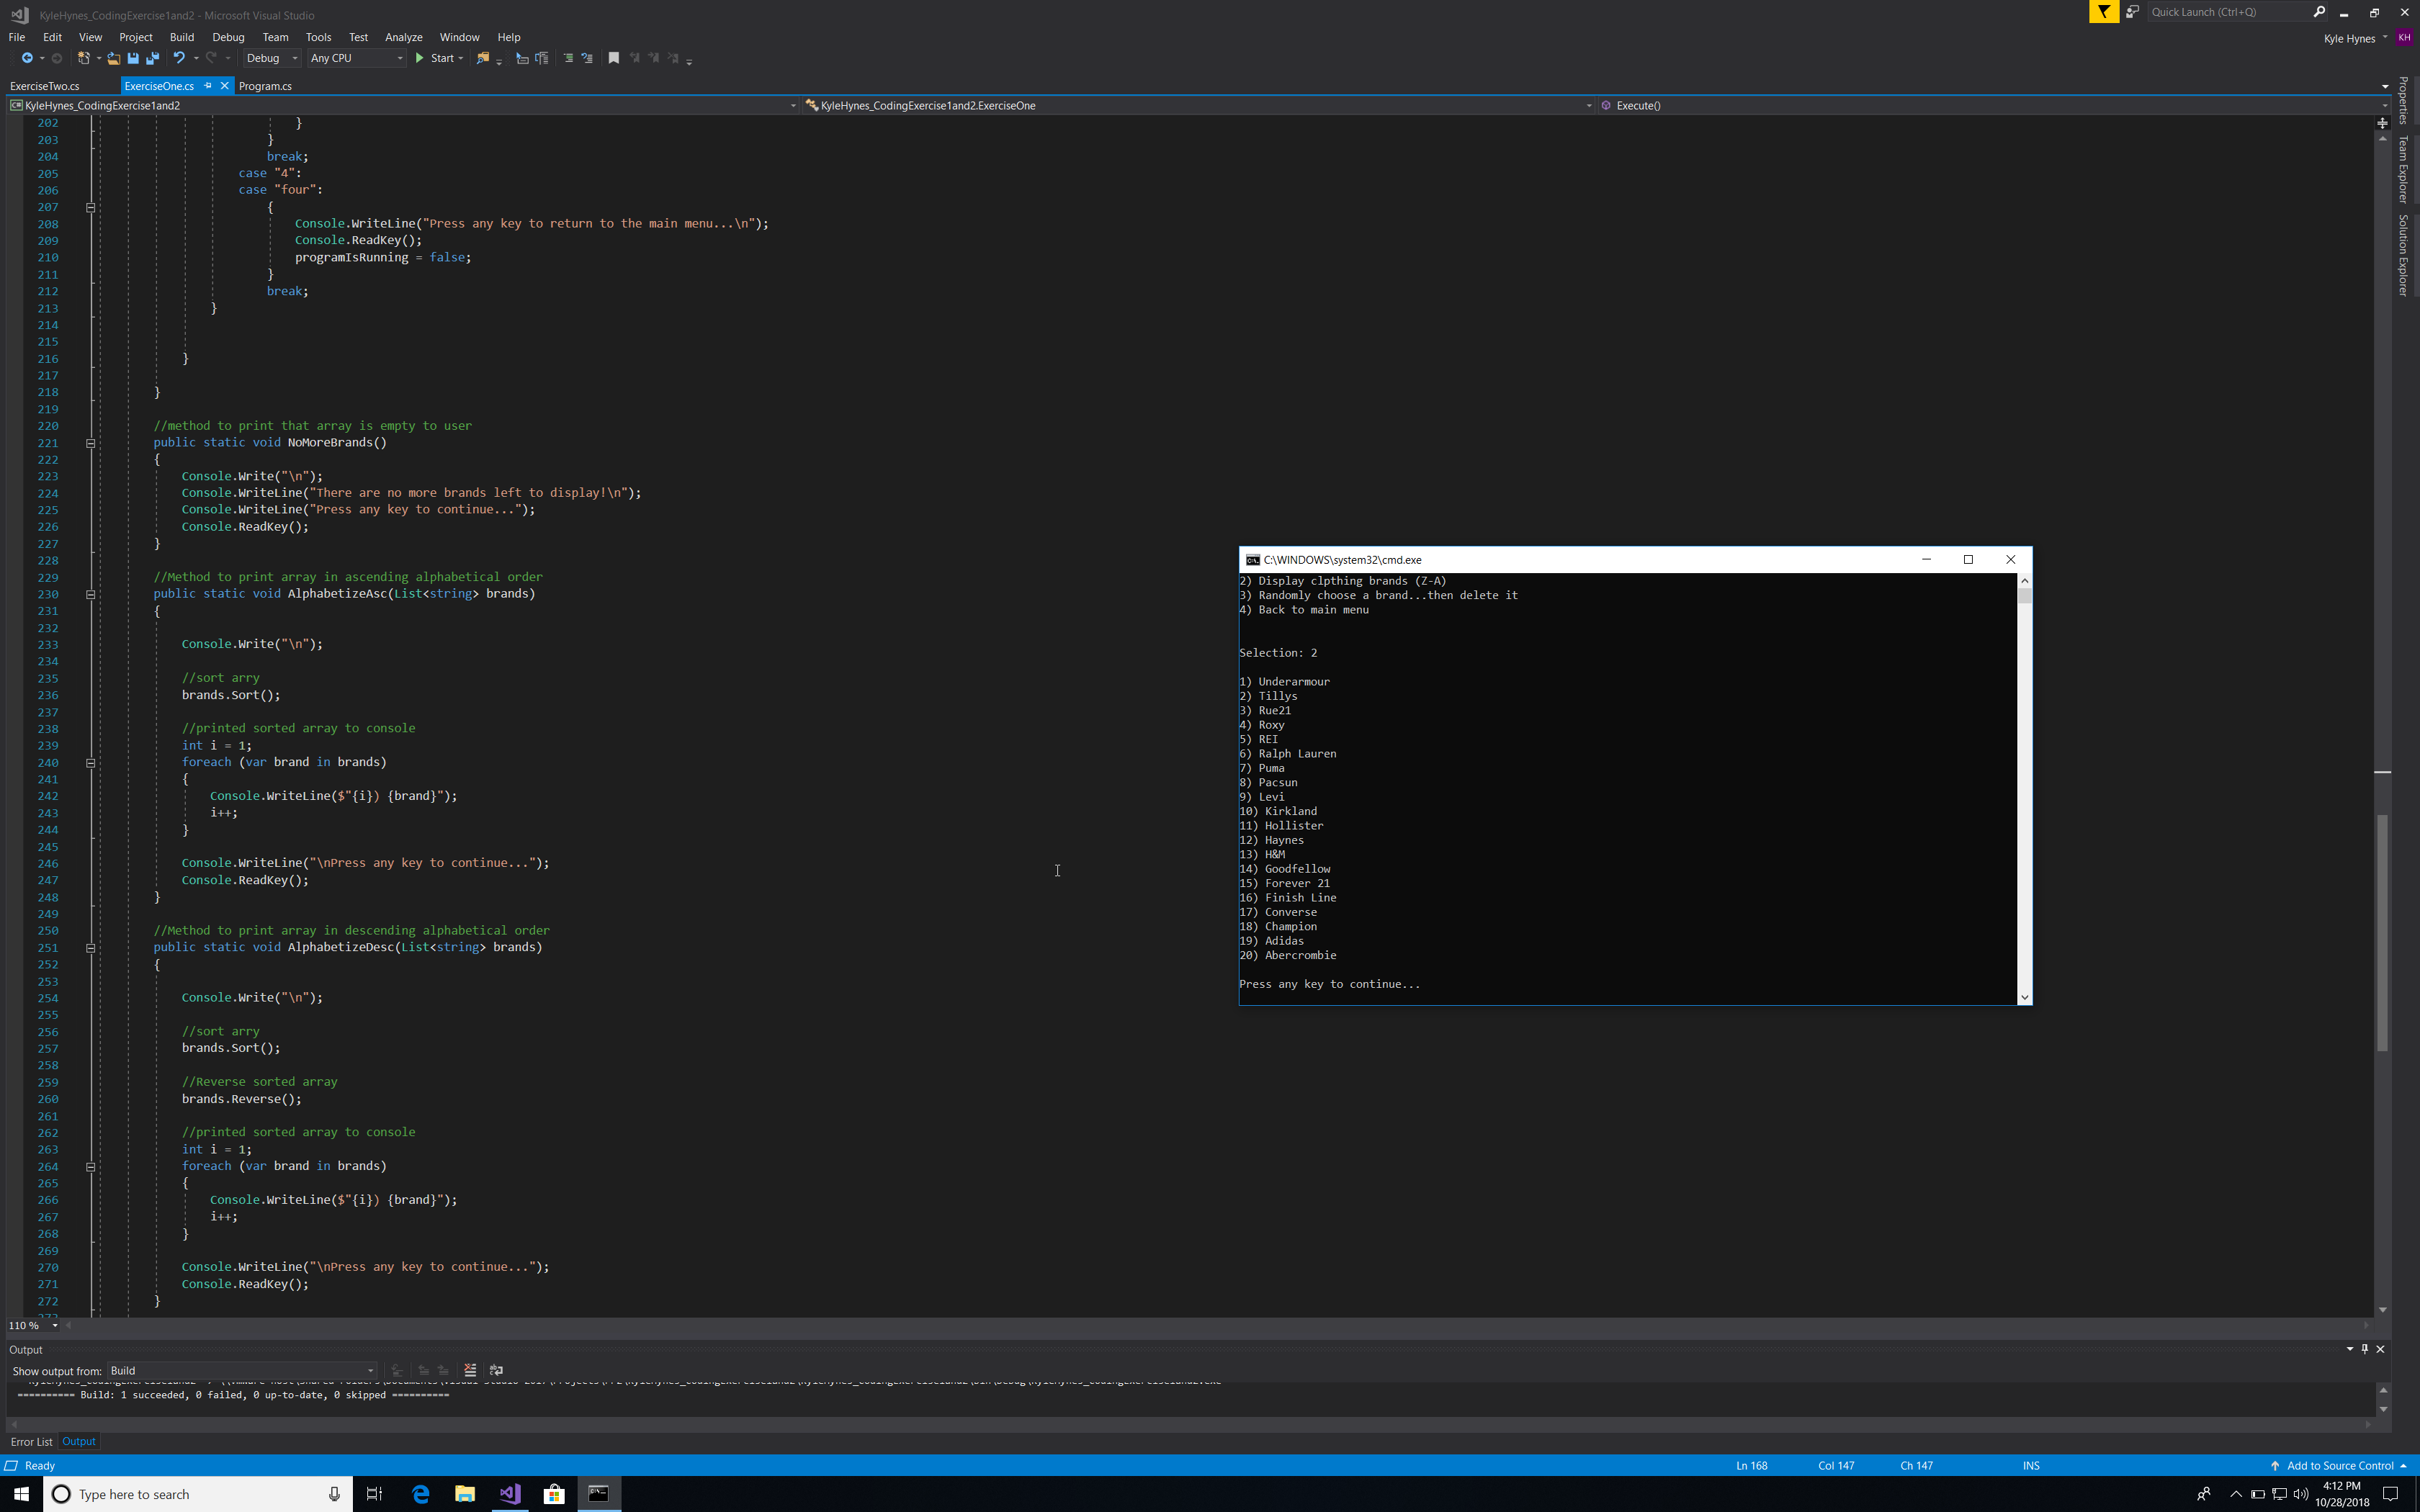 KyleHynes_CodingExercise1and2 - Microsoft Visual Studio
Quick Launch (Ctrl+Q)
File Edit View Project Build Debug Team Tools Test Analyze Window Help
Kyle Hynes KH
Debug Any CPU Start
ExerciseTwo.cs ExerciseOne.cs Program.cs
C# KyleHynes_CodingExercise1and2 KyleHynes_CodingExercise1and2.ExerciseOne Execute()
Properties
Team Explorer
Solution Explorer
202 }
203 }
204 break;
205 case "4":
206 case "four":
207 {
208 Console.WriteLine("Press any key to return to the main menu...\n");
209 Console.ReadKey();
210 programIsRunning = false;
211 }
212 break;
213 }
214
215
216 }
217
218 }
219
220 //method to print that array is empty to user
221 public static void NoMoreBrands()
222 {
223 Console.Write("\n");
224 Console.WriteLine("There are no more brands left to display!\n");
225 Console.WriteLine("Press any key to continue...");
226 Console.ReadKey();
227 }
228
229 //Method to print array in ascending alphabetical order
230 public static void AlphabetizeAsc(List<string> brands)
231 {
232
233 Console.Write("\n");
234
235 //sort arry
236 brands.Sort();
237
238 //printed sorted array to console
239 int i = 1;
240 foreach (var brand in brands)
241 {
242 Console.WriteLine($"{i}) {brand}");
243 i++;
244 }
245
246 Console.WriteLine("\nPress any key to continue...");
247 Console.ReadKey();
248 }
249
250 //Method to print array in descending alphabetical order
251 public static void AlphabetizeDesc(List<string> brands)
252 {
253
254 Console.Write("\n");
255
256 //sort arry
257 brands.Sort();
258
259 //Reverse sorted array
260 brands.Reverse();
261
262 //printed sorted array to console
263 int i = 1;
264 foreach (var brand in brands)
265 {
266 Console.WriteLine($"{i}) {brand}");
267 i++;
268 }
269
270 Console.WriteLine("\nPress any key to continue...");
271 Console.ReadKey();
272 }
C:\WINDOWS\system32\cmd.exe
2) Display clpthing brands (Z-A)
3) Randomly choose a brand...then delete it
4) Back to main menu
Selection: 2
1) Underarmour
2) Tillys
3) Rue21
4) Roxy
5) REI
6) Ralph Lauren
7) Puma
8) Pacsun
9) Levi
10) Kirkland
11) Hollister
12) Haynes
13) H&M
14) Goodfellow
15) Forever 21
16) Finish Line
17) Converse
18) Champion
19) Adidas
20) Abercrombie
Press any key to continue...
110 %
Output
Show output from: Build
========== Build: 1 succeeded, 0 failed, 0 up-to-date, 0 skipped ==========
Error List Output
Ready Ln 168 Col 147 Ch 147 INS Add to Source Control
Type here to search
4:12 PM
10/28/2018